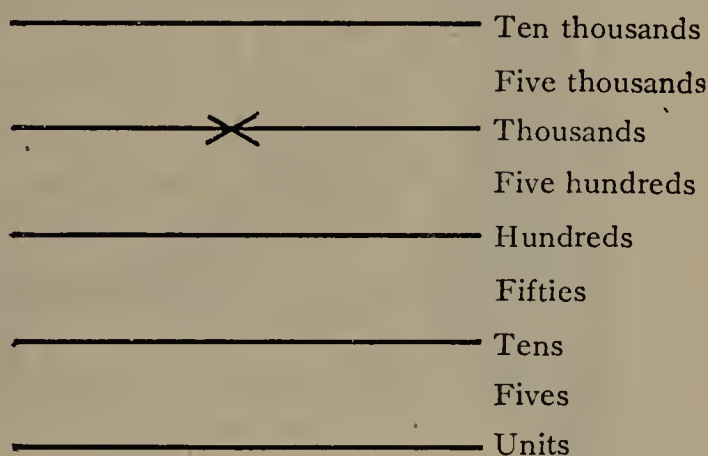 Ten thousands
Five thousands
Thousands
Five hundreds
Hundreds
Fifties
Tens
Fives
Units